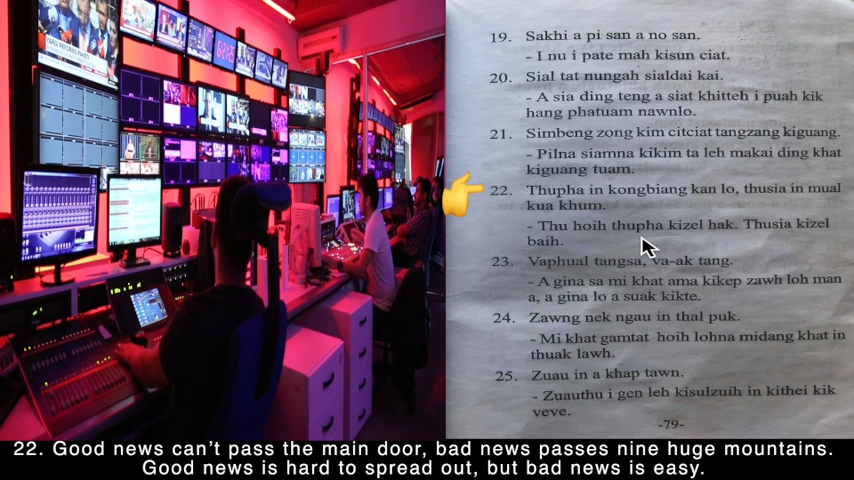 YARGI REFORMU PAKETİ
19. Sakhi a pi san a no san.
- I nu i pate mah kisun ciat.
20. Sial tat nungah sialdai kai.
- A sia ding teng a siat khitteh i puah kik
hang phatuam nawnlo.
21. Simbeng zong kim citciat tangzang kiguang.
- Pilna siamna kikim ta leh makai ding khat
kiguang tuam.
22. Thupha in kongbiang kan lo, thusia in mual
kua khum.
- Thu hoih thupha kizel hak. Thusia kizel
baih.
23. Vaphual tangsa, va-ak tang.
- A gina sa mi khat ama kikep zawh loh man
a, a gina lo a suak kikte.
24. Zawng nek ngau in thal puk.
- Mi khat gamtat hoih lohna midang khat in
thuak lawh.
25. Zuau in a khap tawn.
- Zuauthu i gen leh kisulzuih in kithei kik
veve.
-79-
22. Good news can't pass the main door, bad news passes nine huge mountains.
Good news is hard to spread out, but bad news is easy.